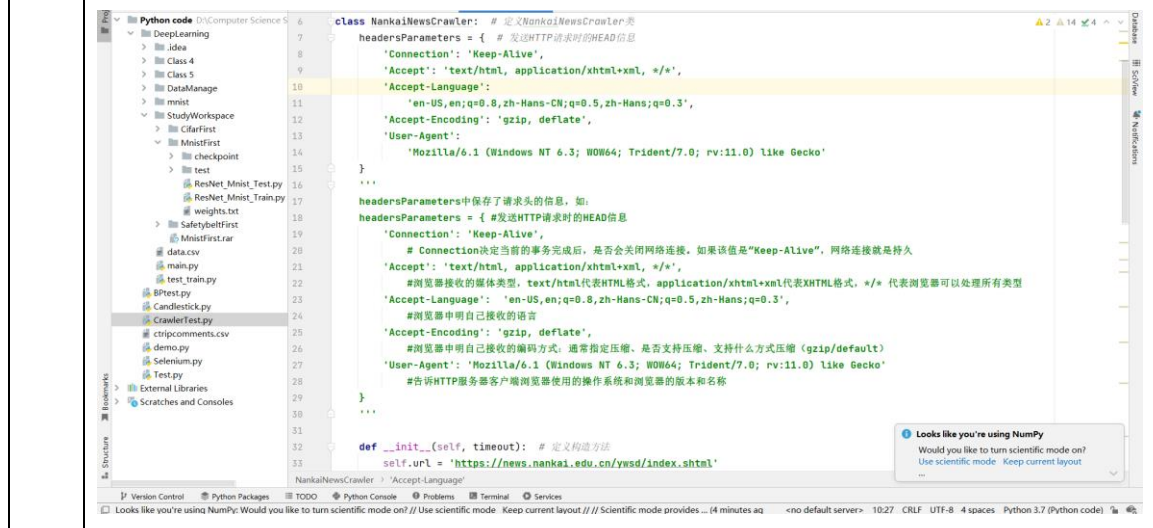 Python code D:\Computer Science S
DeepLearning
.idea
Class 4
Class 5
DataManage
mnist
StudyWorkspace
CifarFirst
MnistFirst
checkpoint
test
ResNet_Mnist_Test.py
ResNet_Mnist_Train.py
weights.txt
SafetybeltFirst
MnistFirst.rar
data.csv
main.py
test_train.py
BPtest.py
Candlestick.py
CrawlerTest.py
ctripcomments.csv
demo.py
Selenium.py
Test.py
External Libraries
Scratches and Consoles
Bookmarks
Structure
6 class NankaiNewsCrawler: # 定义NankaiNewsCrawler类
7 headersParameters = { # 发送HTTP请求时的HEAD信息
8 'Connection': 'Keep-Alive',
9 'Accept': 'text/html, application/xhtml+xml, */*',
10 'Accept-Language':
11 'en-US,en;q=0.8,zh-Hans-CN;q=0.5,zh-Hans;q=0.3',
12 'Accept-Encoding': 'gzip, deflate',
13 'User-Agent':
14 'Mozilla/6.1 (Windows NT 6.3; WOW64; Trident/7.0; rv:11.0) like Gecko'
15 }
16 '''
17 headersParameters中保存了请求头的信息，如：
18 headersParameters = { #发送HTTP请求时的HEAD信息
19 'Connection': 'Keep-Alive',
20 # Connection决定当前的事务完成后，是否会关闭网络连接。如果该值是“Keep-Alive”，网络连接就是持久
21 'Accept': 'text/html, application/xhtml+xml, */*',
22 #浏览器接收的媒体类型，text/html代表HTML格式，application/xhtml+xml代表XHTML格式，*/* 代表浏览器可以处理所有类型
23 'Accept-Language': 'en-US,en;q=0.8,zh-Hans-CN;q=0.5,zh-Hans;q=0.3',
24 #浏览器申明自己接收的语言
25 'Accept-Encoding': 'gzip, deflate',
26 #浏览器申明自己接收的编码方式：通常指定压缩、是否支持压缩、支持什么方式压缩（gzip/default）
27 'User-Agent': 'Mozilla/6.1 (Windows NT 6.3; WOW64; Trident/7.0; rv:11.0) like Gecko'
28 #告诉HTTP服务器客户端浏览器使用的操作系统和浏览器的版本和名称
29 }
30 '''
31
32 def __init__(self, timeout): # 定义构造方法
33 self.url = 'https://news.nankai.edu.cn/ywsd/index.shtml'
2 14 4
Database
SciView
Notifications
Looks like you're using NumPy
Would you like to turn scientific mode on?
Use scientific mode Keep current layout
...
NankaiNewsCrawler › 'Accept-Language'
Version Control Python Packages TODO Python Console Problems Terminal Services
Looks like you're using NumPy: Would you like to turn scientific mode on? // Use scientific mode Keep current layout // // Scientific mode provides ... (4 minutes ag <no default server> 10:27 CRLF UTF-8 4 spaces Python 3.7 (Python code)